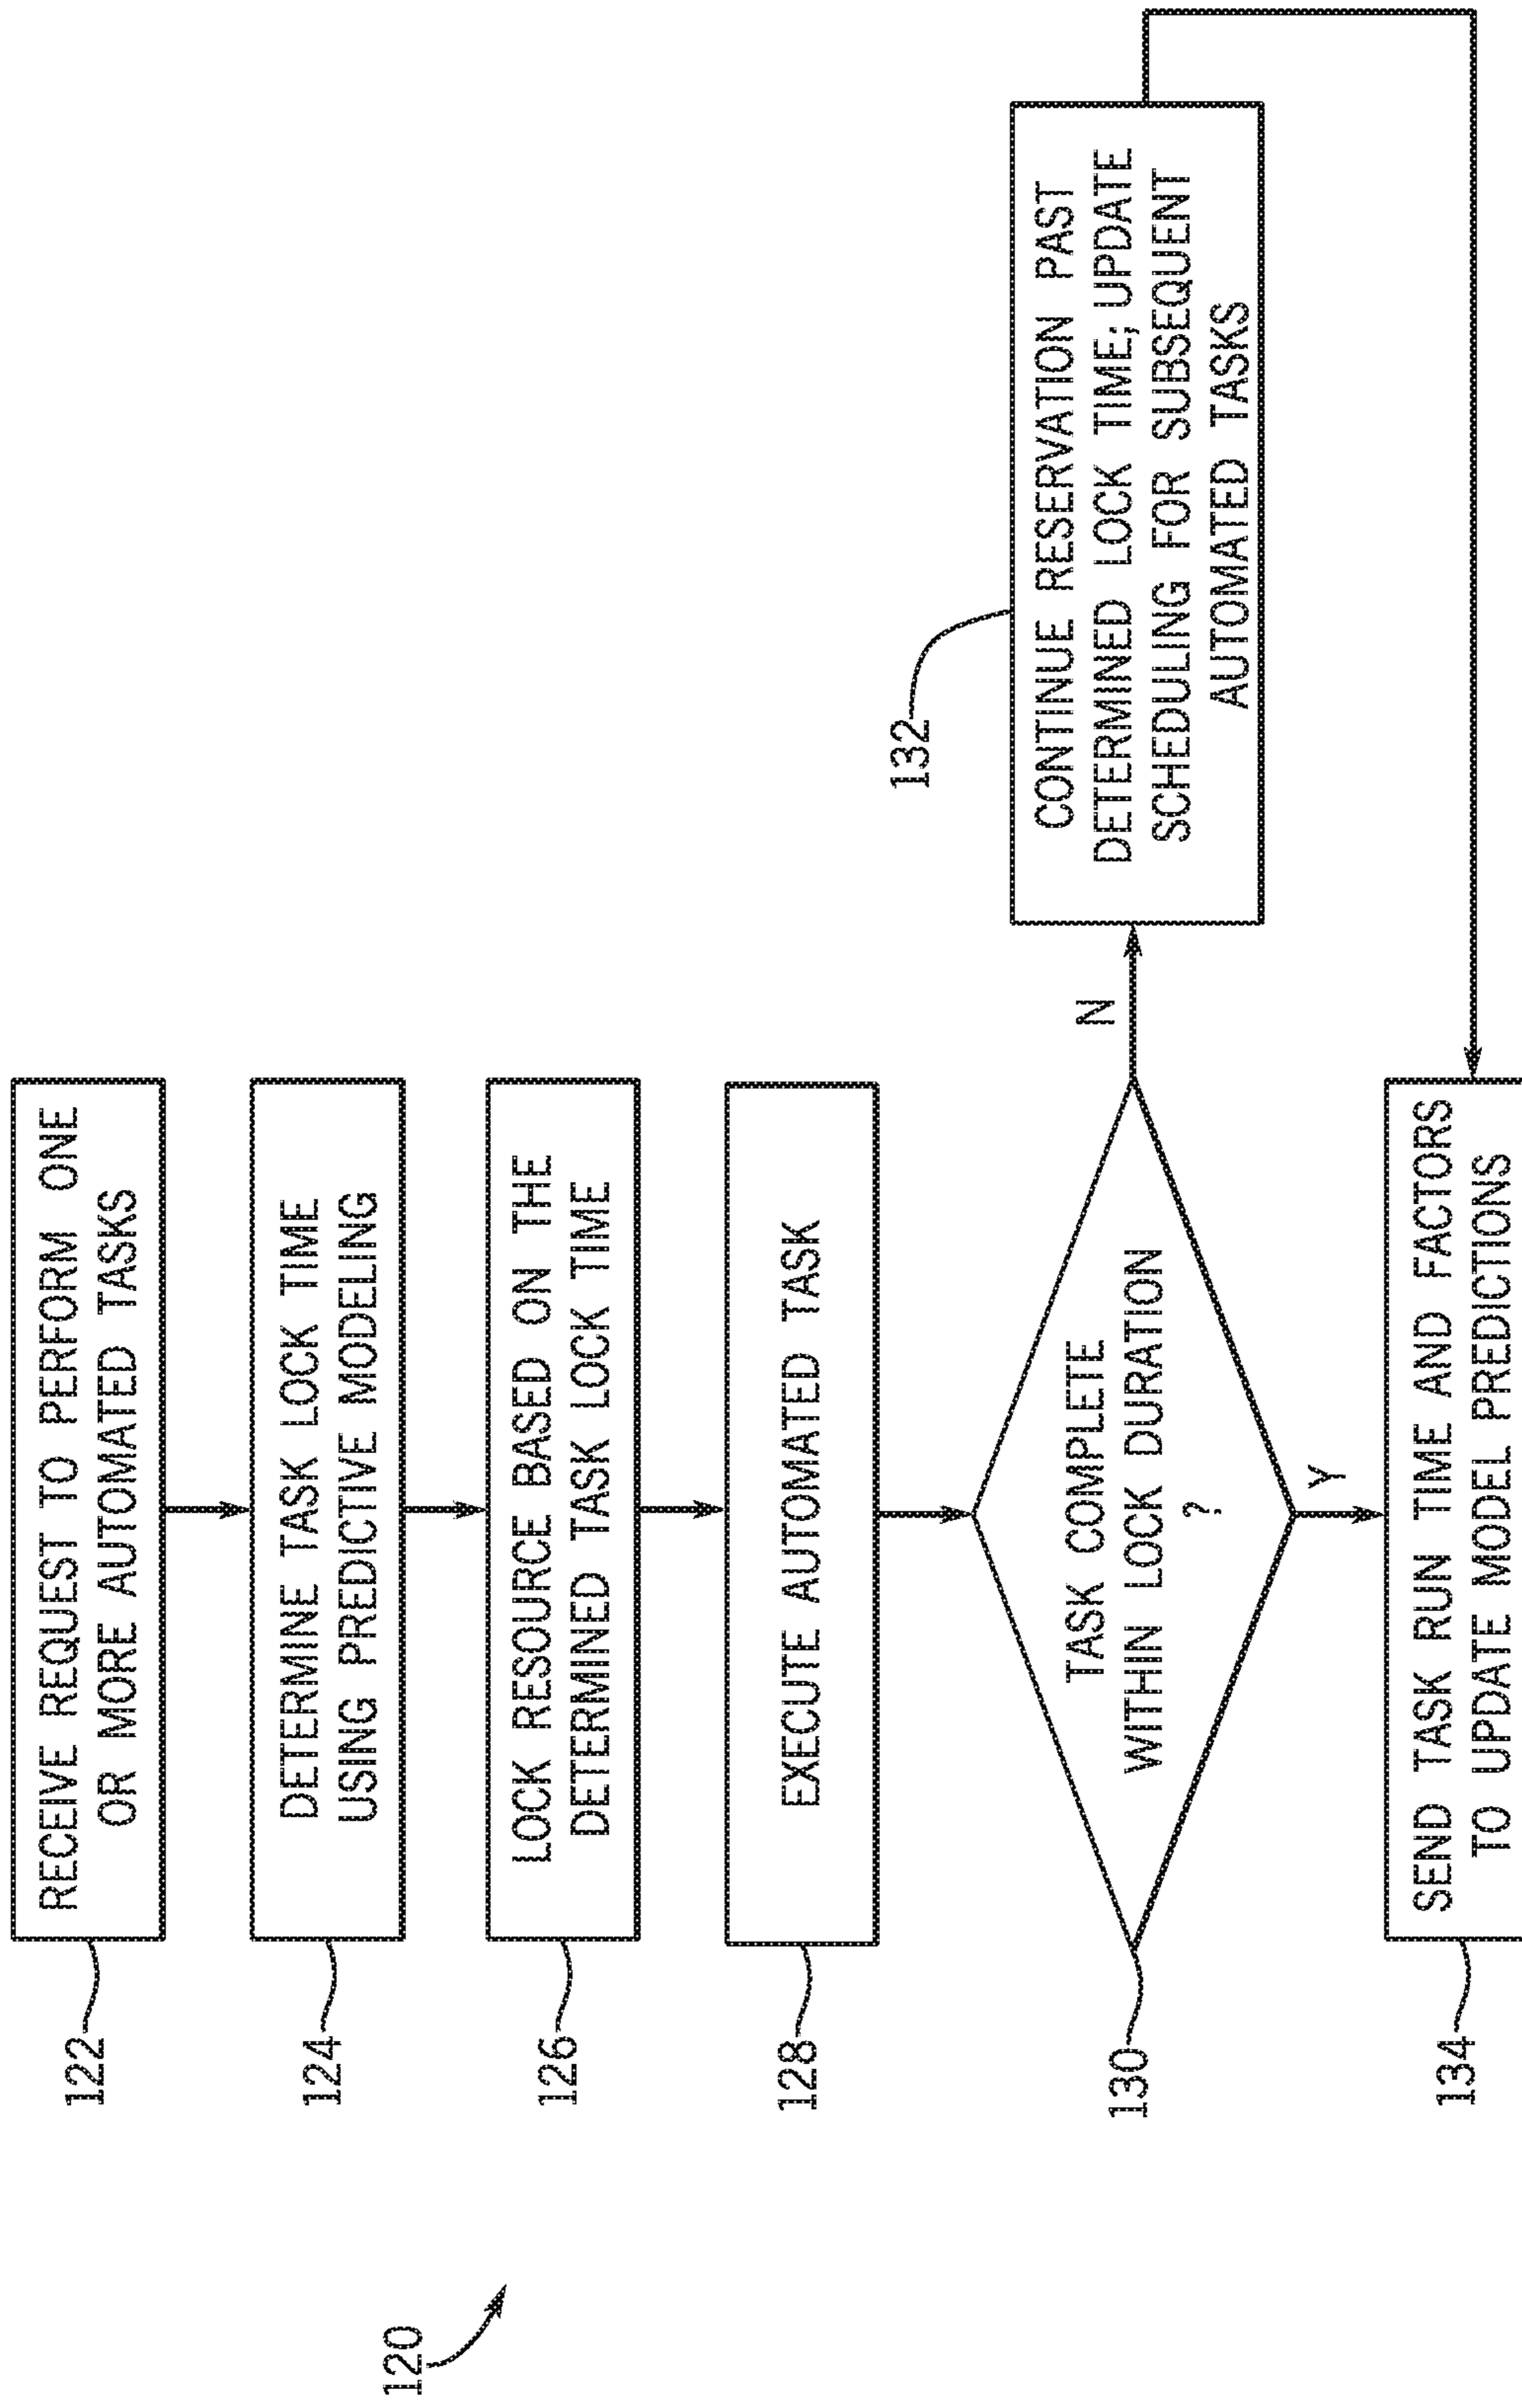 120
122
RECEIVE REQUEST TO PERFORM ONE
OR MORE AUTOMATED TASKS
124
DETERMINE TASK LOCK TIME
USING PREDICTIVE MODELING
126
LOCK RESOURCE BASED ON THE
DETERMINED TASK LOCK TIME
128
EXECUTE AUTOMATED TASK
130
TASK COMPLETE
WITHIN LOCK DURATION
?
N
132
CONTINUE RESERVATION PAST
DETERMINED LOCK TIME; UPDATE
SCHEDULING FOR SUBSEQUENT
AUTOMATED TASKS
Y
134
SEND TASK RUN TIME AND FACTORS
TO UPDATE MODEL PREDICTIONS